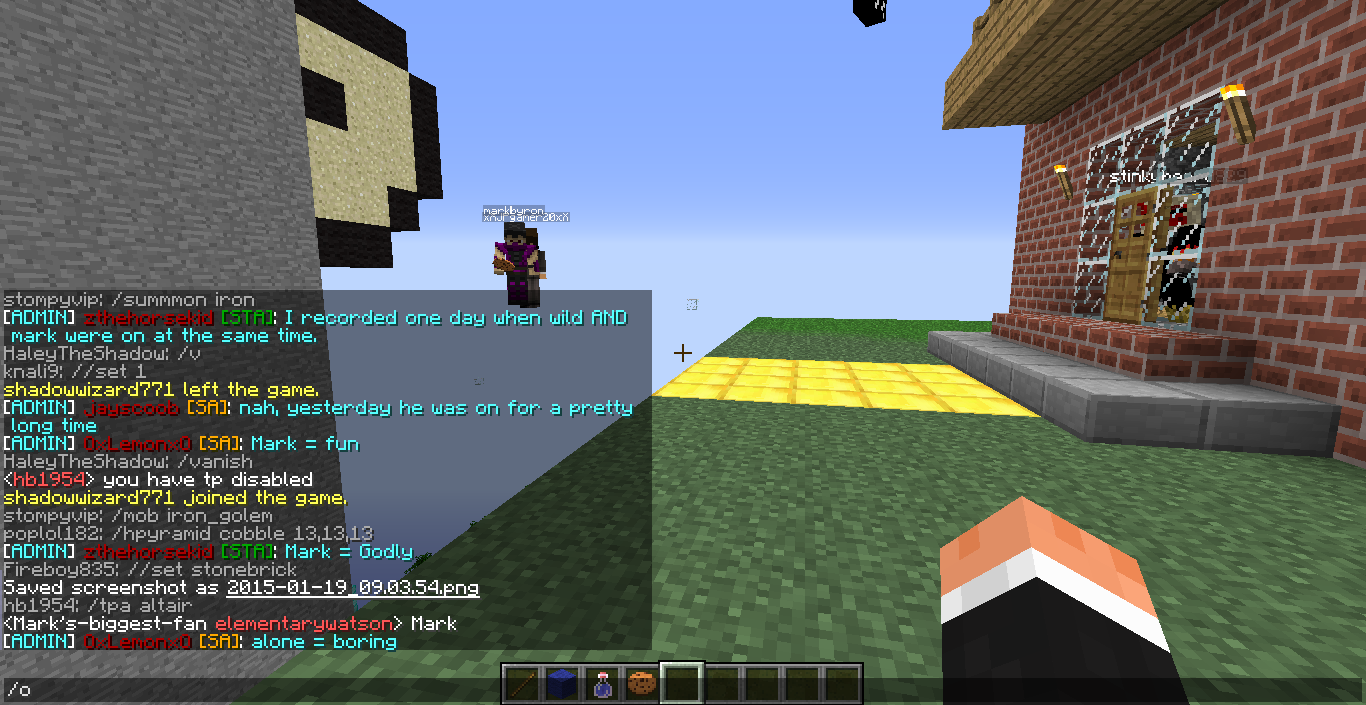 stinky
markbyron
stompyvip: /summmon iron
[ADMIN] zthehorsekid [STA]: I recorded one day when wild AND
mark were on at the same time.
HaleyTheShadow: /v
knali9: //set 1
shadowwizard771 left the game.
[ADMIN] jayscoob [SA]: nah, yesterday he was on for a pretty
long time
[ADMIN] 0xLemonx0 [SA]: Mark = fun
HaleyTheShadow: /vanish
<hb1954> you have tp disabled
shadowwizard771 joined the game.
stompyvip: /mob iron_golem
poplol182: /hpyramid cobble 13,13,13
[ADMIN] zthehorsekid [STA]: Mark = Godly
Fireboy835: //set stonebrick
Saved screenshot as 2015-01-19_09.03.54.png
hb1954: /tpa altair
<Mark's-biggest-fan elementarywatson> Mark
[ADMIN] 0xLemonx0 [SA]: alone = boring
/o